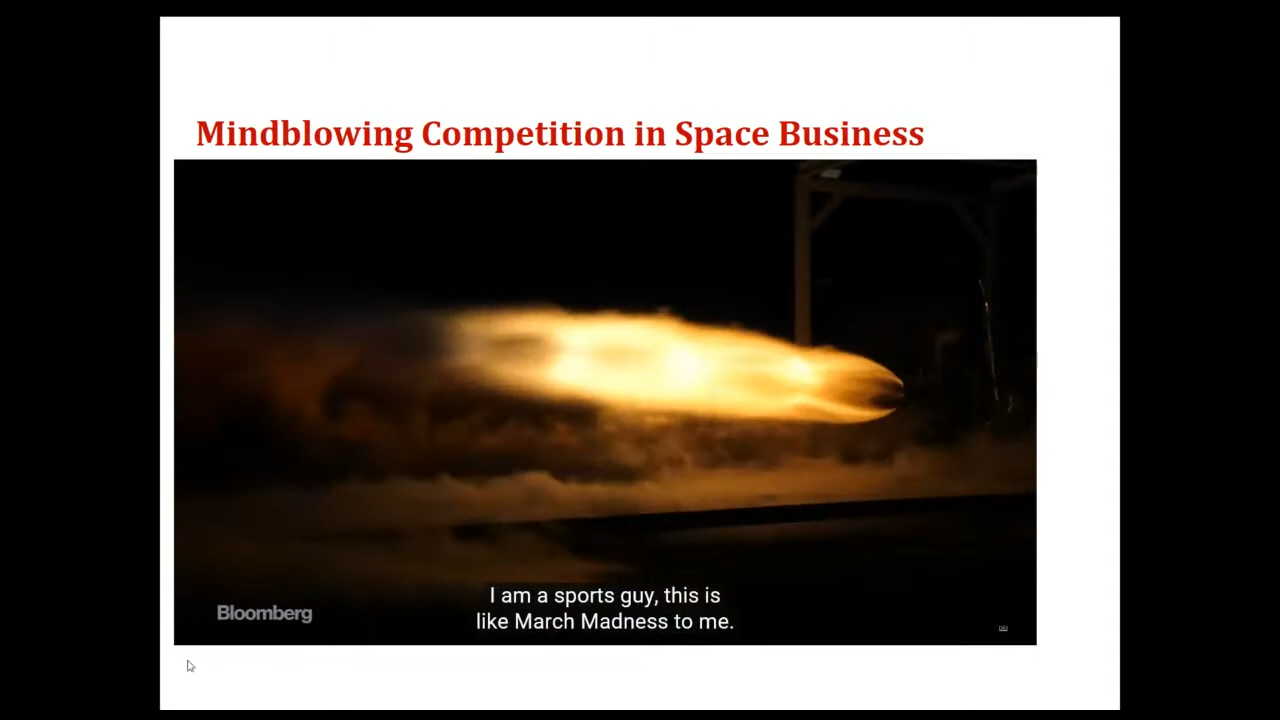 Mindblowing Competition in Space Business
I am a sports guy, this is
like March Madness to me.
Bloomberg